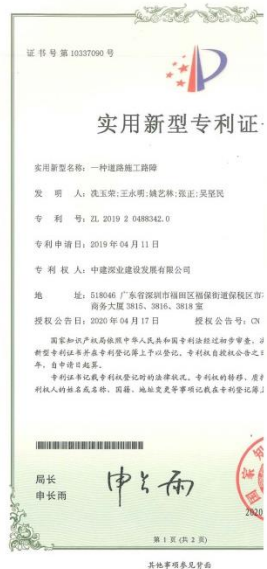 证书号第10337090号
实用新型专利证
实用新型名称：一种道路施工路障
发 明 人：冼玉荣;王永明;姚艺林;张正;吴坚民
专 利 号：ZL 2019 2 0488342.0
专利申请日：2019年04月11日
专 利 权 人：中建深业建设发展有限公司
地 址：518046 广东省深圳市福田区福保街道保税区市
商务大厦3815、3816、3818室
授权公告日：2020年04月17日 授权公告号：CN
国家知识产权局依照中华人民共和国专利法经过初步审查，决
新型专利证书并在专利登记簿上予以登记。专利权自授权公告之日
年，自申请日起算。
专利证书记载专利权登记时的法律状况。专利权的转移、质押
利权人的姓名或名称、国籍、地址变更等事项记载在专利登记簿上
局长
申长雨
申长雨
国家知
2020
第 1 页 (共 2 页)
其他事项参见背面